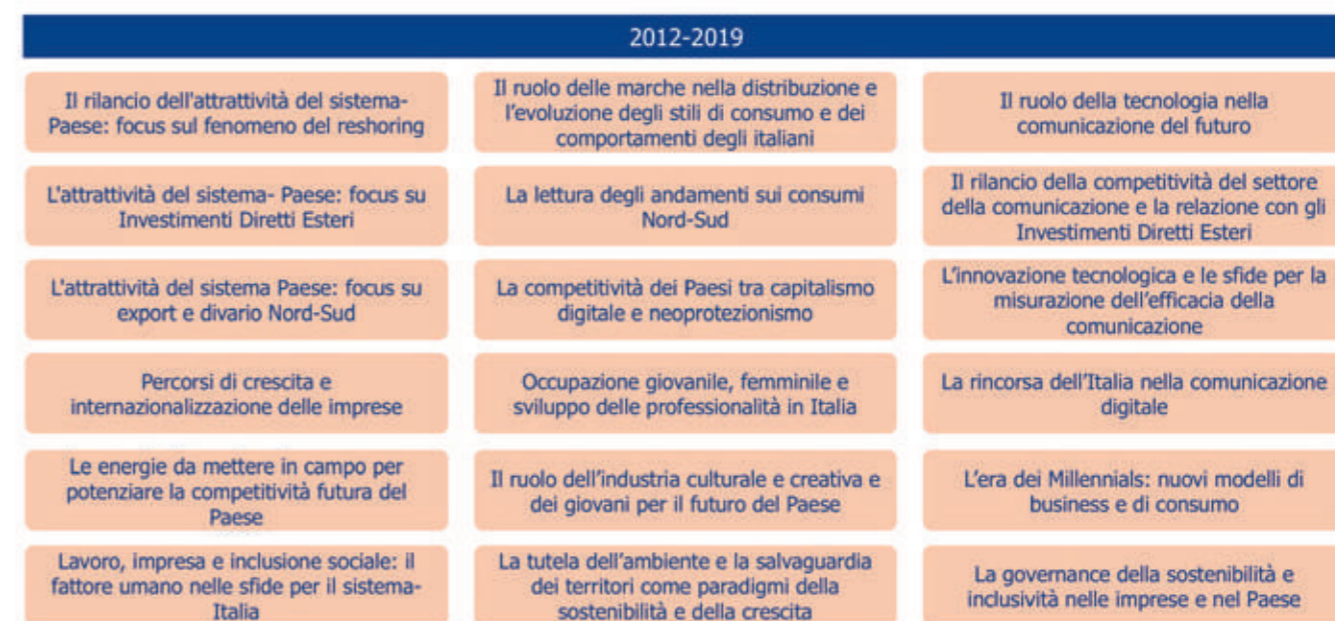 2012-2019
Il rilancio dell'attrattività del sistema-
Paese: focus sul fenomeno del reshoring
Il ruolo delle marche nella distribuzione e
l'evoluzione degli stili di consumo e dei
comportamenti degli italiani
Il ruolo della tecnologia nella
comunicazione del futuro
L'attrattività del sistema- Paese: focus su
Investimenti Diretti Esteri
La lettura degli andamenti sui consumi
Nord-Sud
Il rilancio della competitività del settore
della comunicazione e la relazione con gli
Investimenti Diretti Esteri
L'attrattività del sistema Paese: focus su
export e divario Nord-Sud
La competitività dei Paesi tra capitalismo
digitale e neoprotezionismo
L'innovazione tecnologica e le sfide per la
misurazione dell'efficacia della
comunicazione
Percorsi di crescita e
internazionalizzazione delle imprese
Occupazione giovanile, femminile e
sviluppo delle professionalità in Italia
La rincorsa dell'Italia nella comunicazione
digitale
Le energie da mettere in campo per
potenziare la competitività futura del
Paese
Il ruolo dell'industria culturale e creativa e
dei giovani per il futuro del Paese
L'era dei Millennials: nuovi modelli di
business e di consumo
Lavoro, impresa e inclusione sociale: il
fattore umano nelle sfide per il sistema-
Italia
La tutela dell'ambiente e la salvaguardia
dei territori come paradigmi della
sostenibilità e della crescita
La governance della sostenibilità e
inclusività nelle imprese e nel Paese